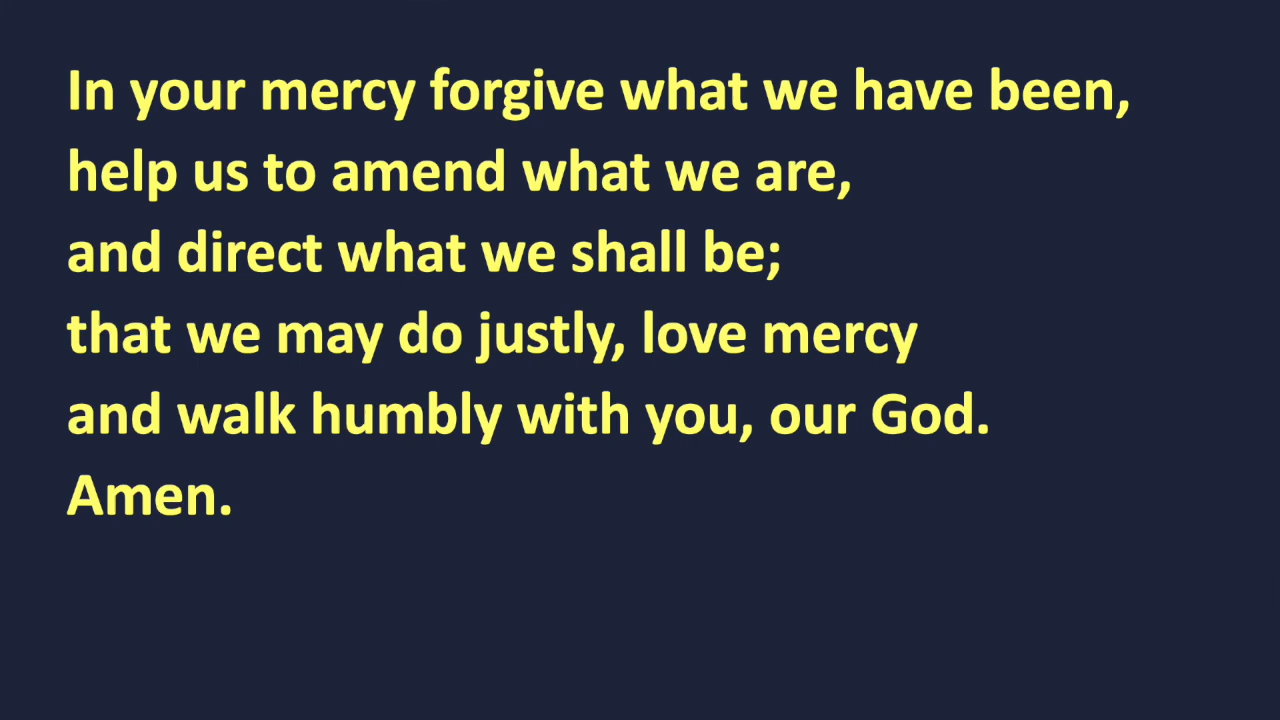 In your mercy forgive what we have been,
help us to amend what we are,
and direct what we shall be;
that we may do justly, love mercy
and walk humbly with you, our God.
Amen.